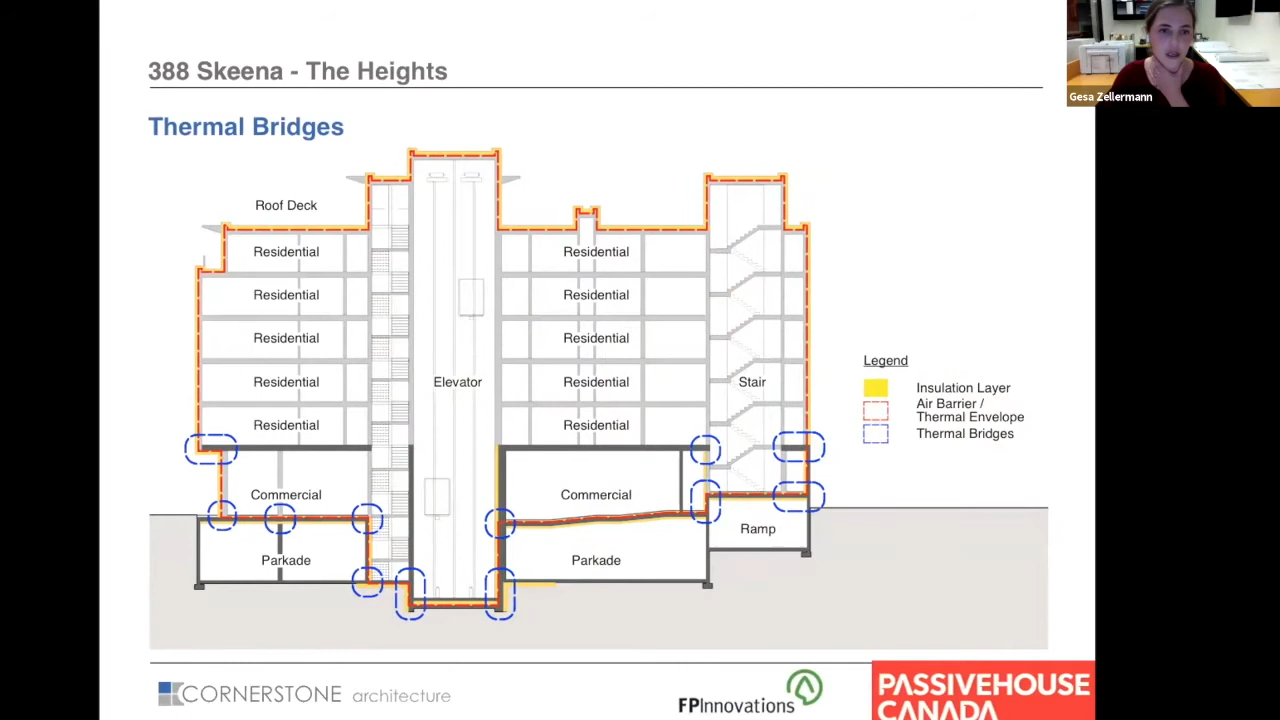 Gesa Zellermann
388 Skeena - The Heights
Thermal Bridges
Roof Deck
Residential
Residential
Residential
Residential
Residential
Residential
Elevator
Residential
Stair
Residential
Residential
Commercial
Commercial
Ramp
Parkade
Parkade
Legend
Insulation Layer
Air Barrier /
Thermal Envelope
Thermal Bridges
CORNERSTONE architecture
FPInnovations
PASSIVEHOUSE
CANADA